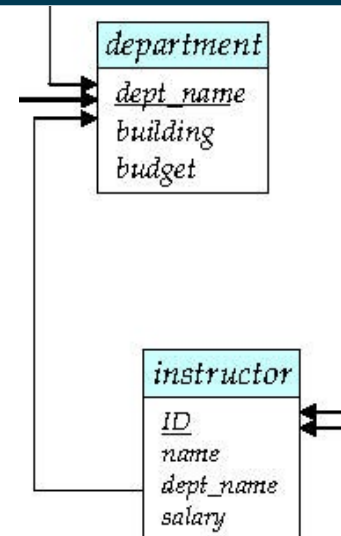 department
dept_name
building
budget
instructor
ID
name
dept_name
salary